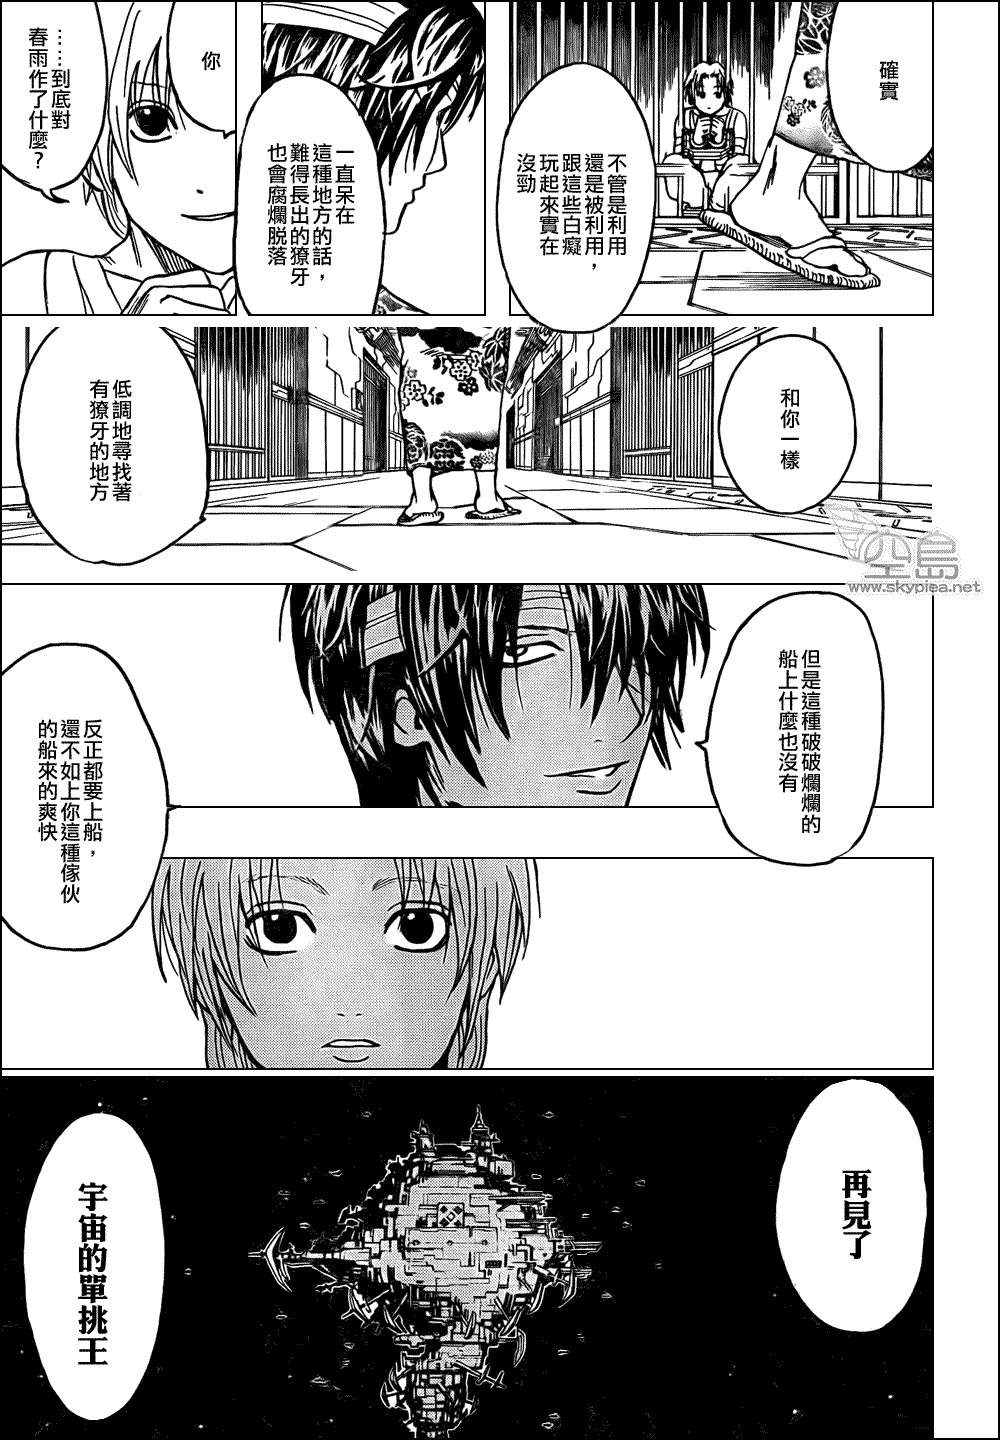 確實
不管是利用
還是被利用，
跟這些白癡
玩起來實在
沒勁
一直呆在
這種地方的話，
難得長出的獠牙
也會腐爛脫落
你
……到底對
春雨作了什麼？
和你一樣
低調地尋找著
有獠牙的地方
空島
www.skypiea.net
但是這種破破爛爛的
船上什麼也沒有
反正都要上船，
還不如上你這種傢伙
的船來的爽快
再見了
宇宙的單挑王